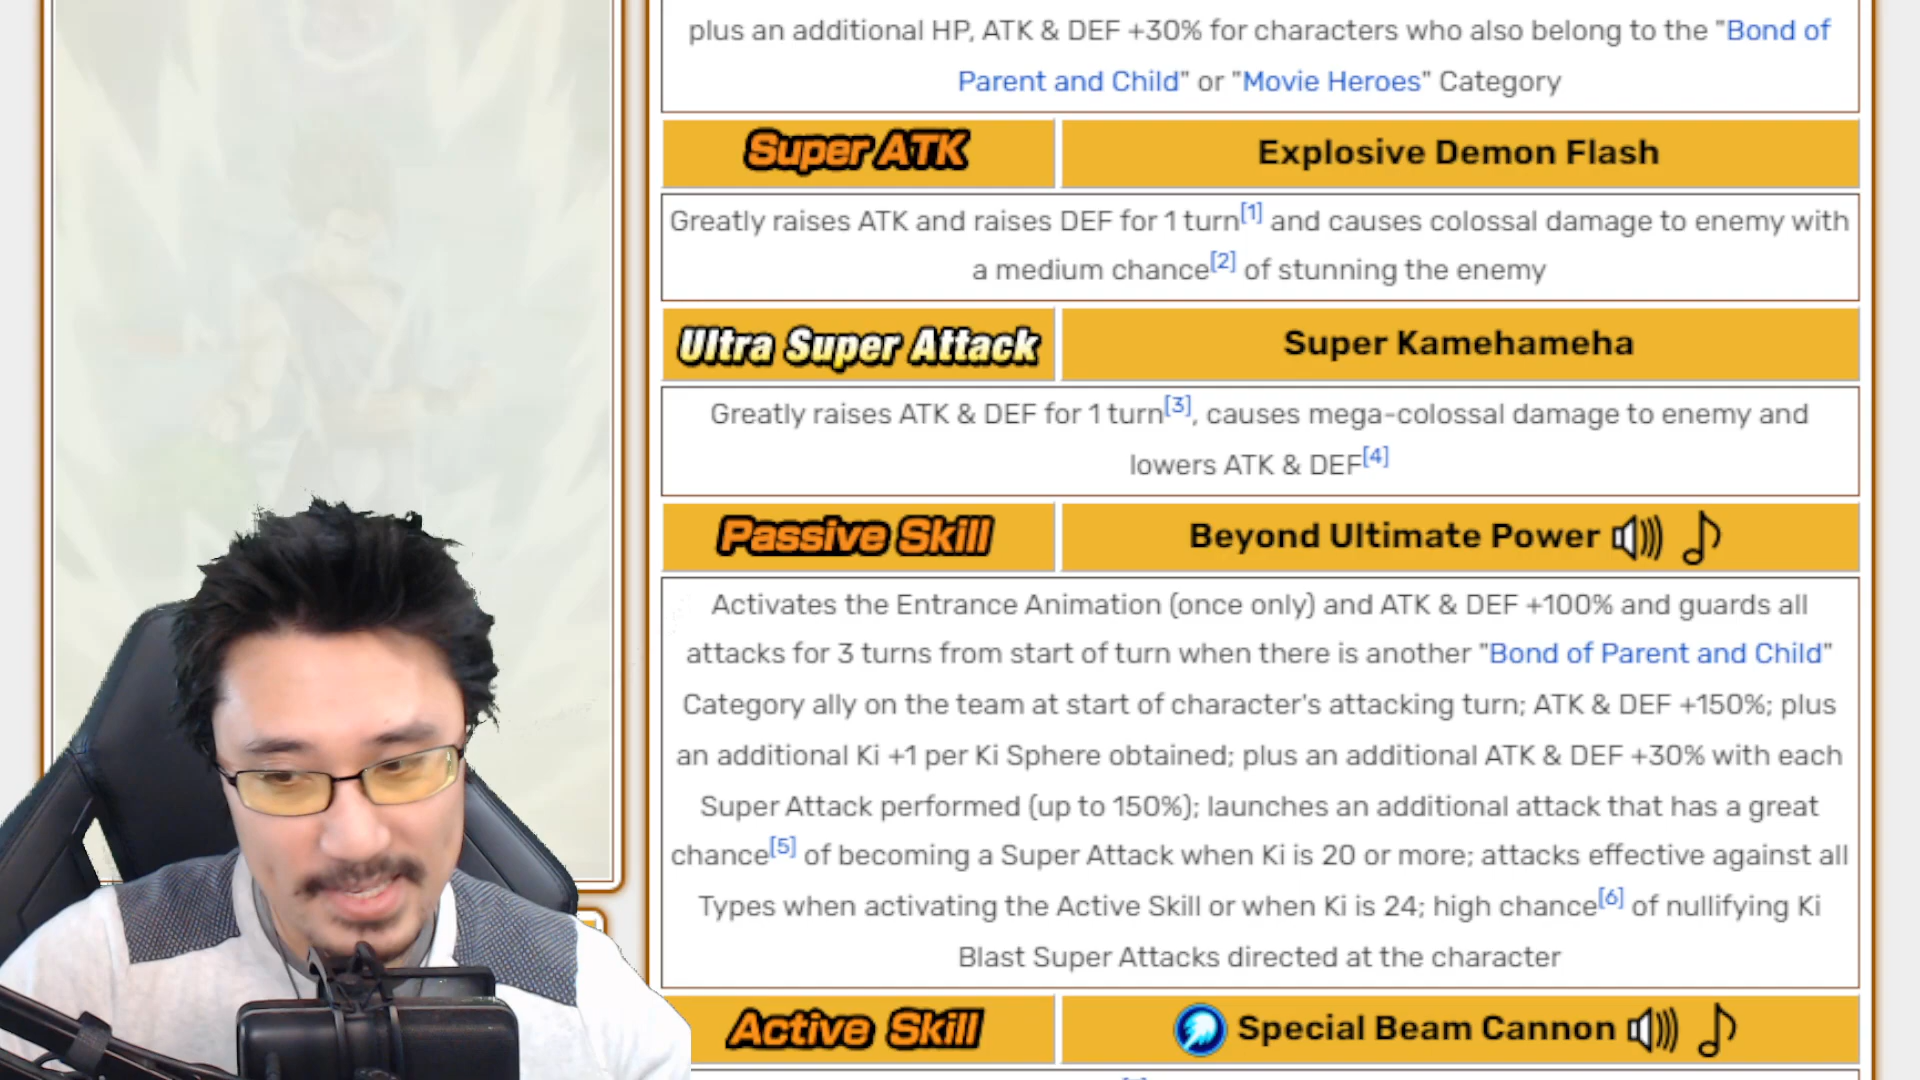 plus an additional HP, ATK & DEF +30% for characters who also belong to the "Bond of
Parent and Child" or "Movie Heroes" Category
Super ATK
Explosive Demon Flash
Greatly raises ATK and raises DEF for 1 turn[1] and causes colossal damage to enemy with
a medium chance[2] of stunning the enemy
Ultra Super Attack
Super Kamehameha
Greatly raises ATK & DEF for 1 turn[3], causes mega-colossal damage to enemy and
lowers ATK & DEF[4]
Passive Skill
Beyond Ultimate Power
Activates the Entrance Animation (once only) and ATK & DEF +100% and guards all
attacks for 3 turns from start of turn when there is another "Bond of Parent and Child"
Category ally on the team at start of character's attacking turn; ATK & DEF +150%; plus
an additional Ki +1 per Ki Sphere obtained; plus an additional ATK & DEF +30% with each
Super Attack performed (up to 150%); launches an additional attack that has a great
chance[5] of becoming a Super Attack when Ki is 20 or more; attacks effective against all
Types when activating the Active Skill or when Ki is 24; high chance[6] of nullifying Ki
Blast Super Attacks directed at the character
Active Skill
Special Beam Cannon